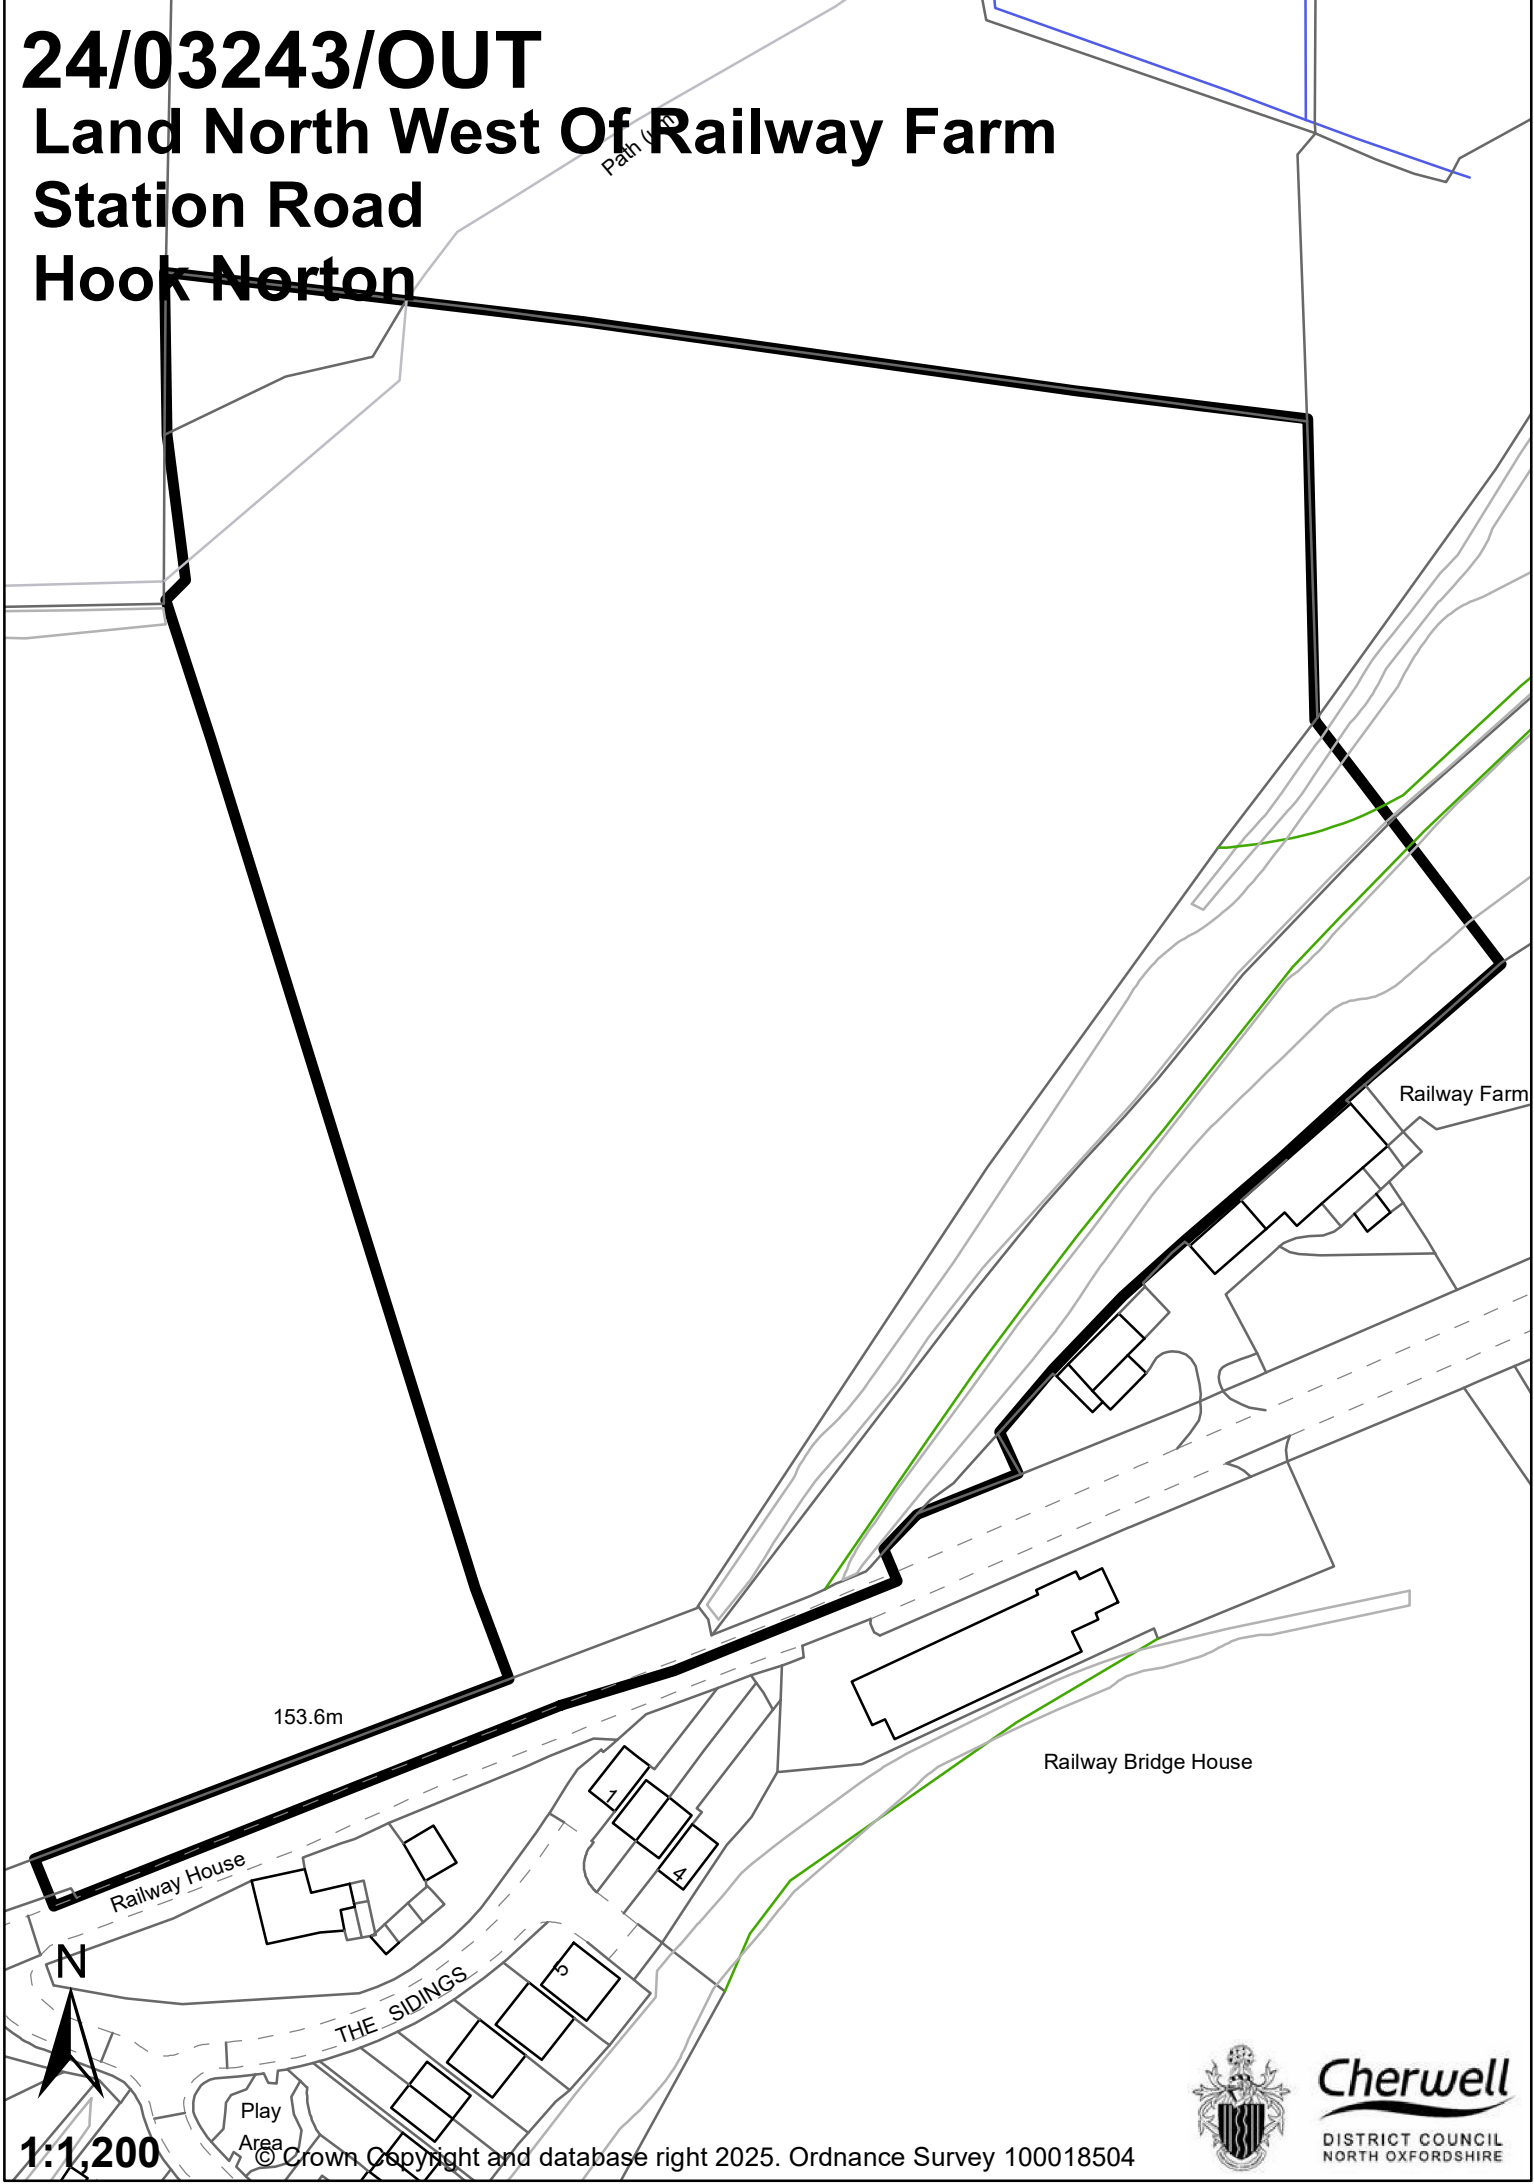 24/03243/OUT
Land North West Of Railway Farm
Station Road
Hook Norton
Railway Farm
153.6m
Railway Bridge House
Railway House
1
4
5
N
THE SIDINGS
Play
Area
1:1,200
© Crown Copyright and database right 2025. Ordnance Survey 100018504
Cherwell
DISTRICT COUNCIL
NORTH OXFORDSHIRE
Path